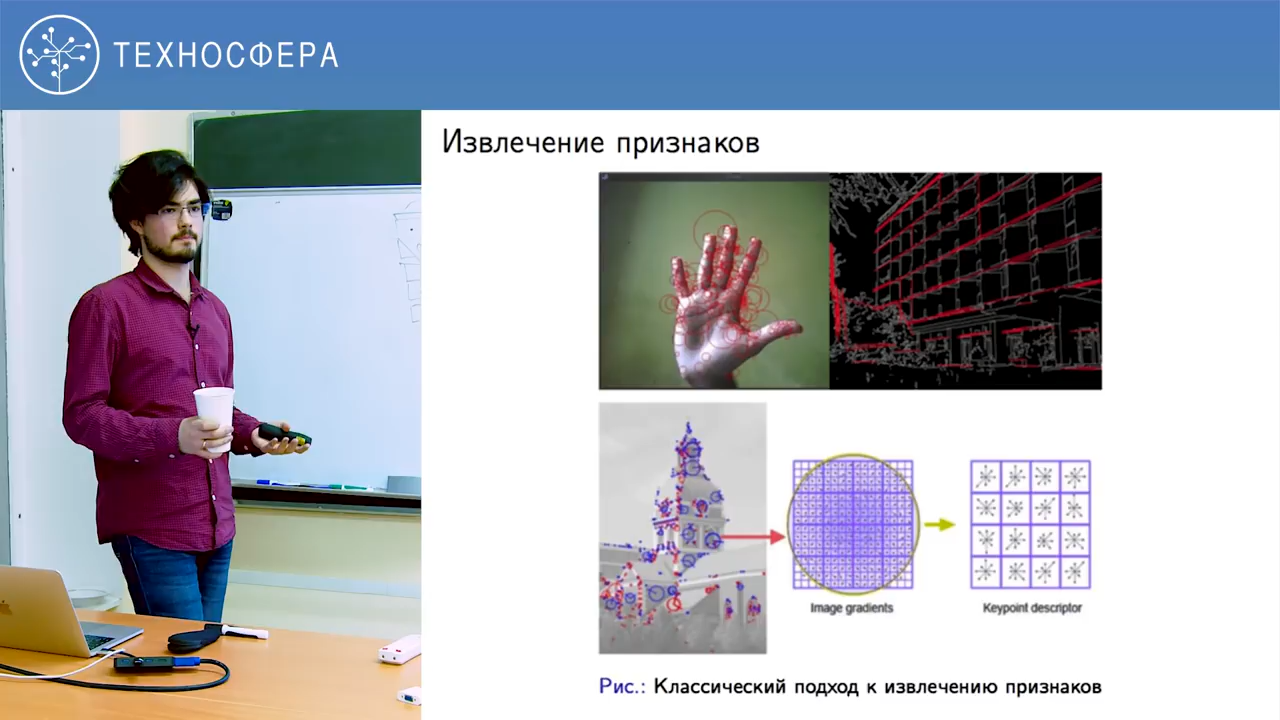 ТЕХНОСФЕРА
Извлечение признаков
Image gradients
Keypoint descriptor
Рис.: Классический подход к извлечению признаков